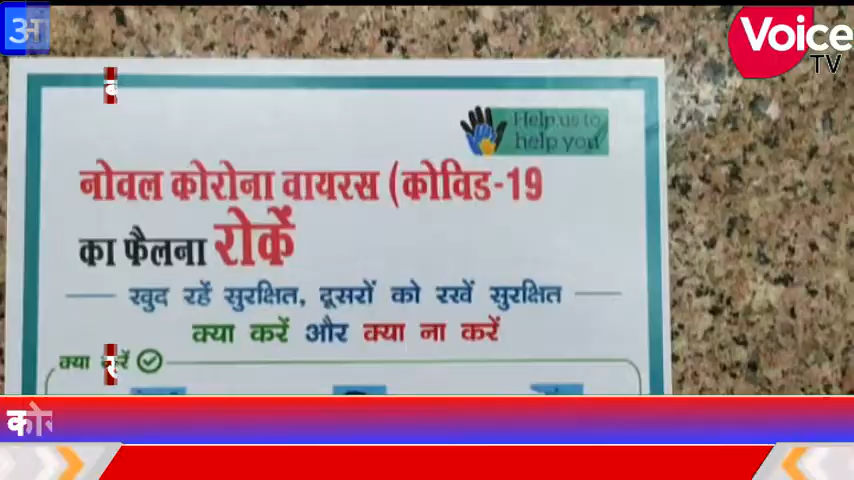 Voice
TV
Help us to
help you
नोवल कोरोना वायरस (कोविड-19
का फैलना रोकें
खुद रहें सुरक्षित, दूसरों को रखें सुरक्षित
क्या करें और क्या ना करें
क्या करें